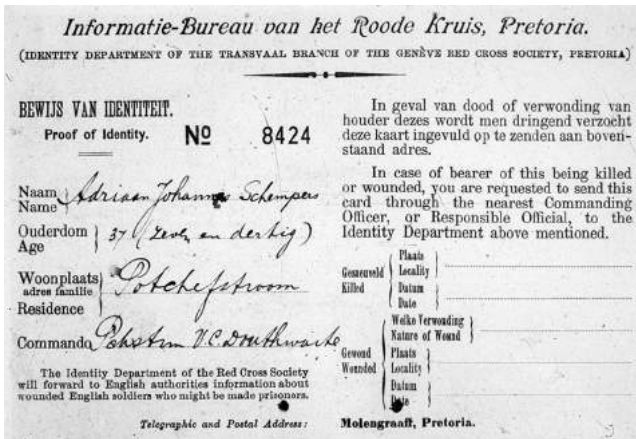 Informatie-Bureau van het Roode Kruis, Pretoria.
(IDENTITY DEPARTMENT OF THE TRANSVAAL BRANCH OF THE GENÈVE RED CROSS SOCIETY, PRETORIA)
BEWIJS VAN IDENTITEIT.
Proof of Identity. No 8424
Naam
Name
Adriaan Johannes Schempers
Ouderdom
Age
37 (zeven en dertig)
Woonplaats
adres familie
Residence
Potchefstroom
Commando
V.C. Douthwaite
The Identity Department of the Red Cross Society
will forward to English authorities information about
wounded English soldiers who might be made prisoners.
In geval van dood of verwonding van
houder dezes wordt men dringend verzocht
deze kaart ingevuld op te zenden aan boven-
staand adres.
In case of bearer of this being killed
or wounded, you are requested to send this
card through the nearest Commanding
Officer, or Responsible Official, to the
Identity Department above mentioned.
Gesneuveld
Killed
Plaats
Locality
Datum
Date
Gewond
Wounded
Welke Verwonding
Nature of Wound
Plaats
Locality
Datum
Date
Telegraphic and Postal Address: Molengraaff, Pretoria.